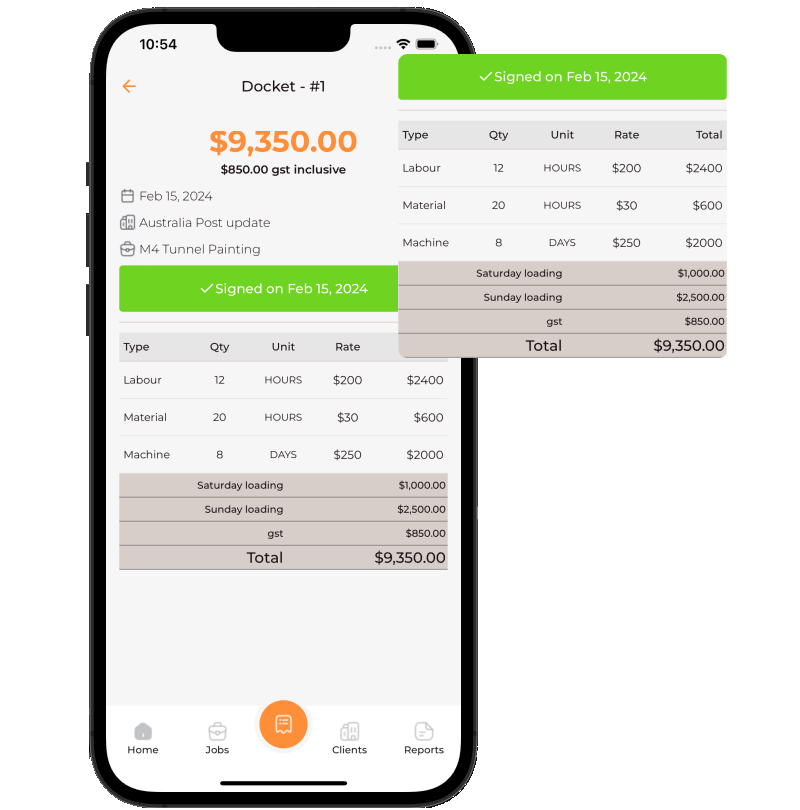 10:54
Docket - #1
$9,350.00
$850.00 gst inclusive
Feb 15, 2024
Australia Post update
M4 Tunnel Painting
Signed on Feb 15, 2024
Type Qty Unit Rate
Labour 12 HOURS $200 $2400
Material 20 HOURS $30 $600
Machine 8 DAYS $250 $2000
Saturday loading $1,000.00
Sunday loading $2,500.00
gst $850.00
Total $9,350.00
Home Jobs Clients Reports
Signed on Feb 15, 2024
Type Qty Unit Rate Total
Labour 12 HOURS $200 $2400
Material 20 HOURS $30 $600
Machine 8 DAYS $250 $2000
Saturday loading $1,000.00
Sunday loading $2,500.00
gst $850.00
Total $9,350.00